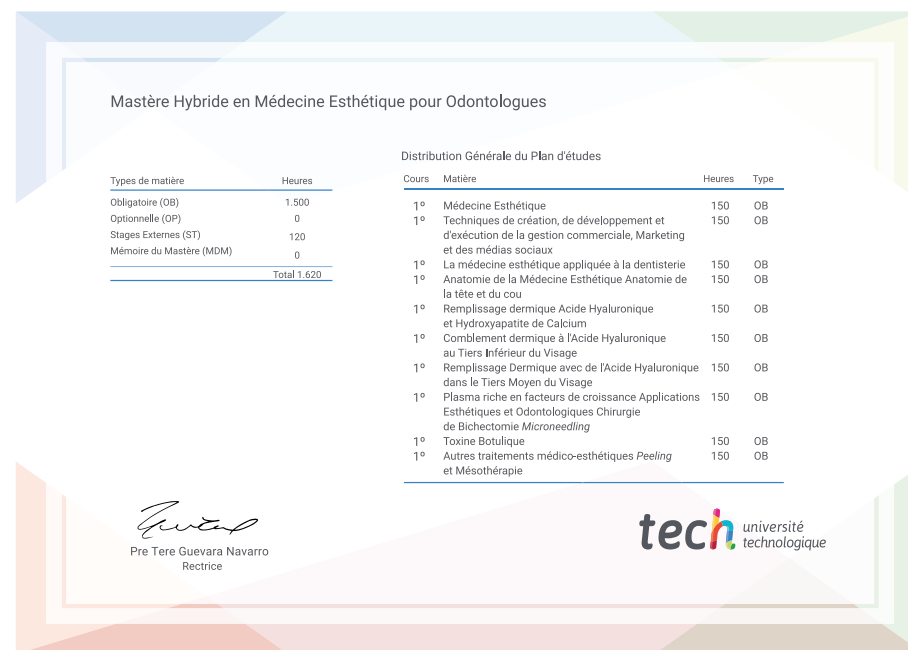 Mastère Hybride en Médecine Esthétique pour Odontologues
Types de matière Heures
Obligatoire (OB) 1.500
Optionnelle (OP) 0
Stages Externes (ST) 120
Mémoire du Mastère (MDM) 0
Total 1.620
Distribution Générale du Plan d'études
Cours Matière Heures Type
1º Médecine Esthétique 150 OB
1º Techniques de création, de développement et 150 OB
d'exécution de la gestion commerciale, Marketing
et des médias sociaux
1º La médecine esthétique appliquée à la dentisterie 150 OB
1º Anatomie de la Médecine Esthétique Anatomie de 150 OB
la tête et du cou
1º Remplissage dermique Acide Hyaluronique 150 OB
et Hydroxyapatite de Calcium
1º Comblement dermique à l'Acide Hyaluronique 150 OB
au Tiers Inférieur du Visage
1º Remplissage Dermique avec de l'Acide Hyaluronique 150 OB
dans le Tiers Moyen du Visage
1º Plasma riche en facteurs de croissance Applications 150 OB
Esthétiques et Odontologiques Chirurgie
de Bichectomie Microneedling
1º Toxine Botulique 150 OB
1º Autres traitements médico-esthétiques Peeling 150 OB
et Mésothérapie
Pre Tere Guevara Navarro
Rectrice
tech université
technologique